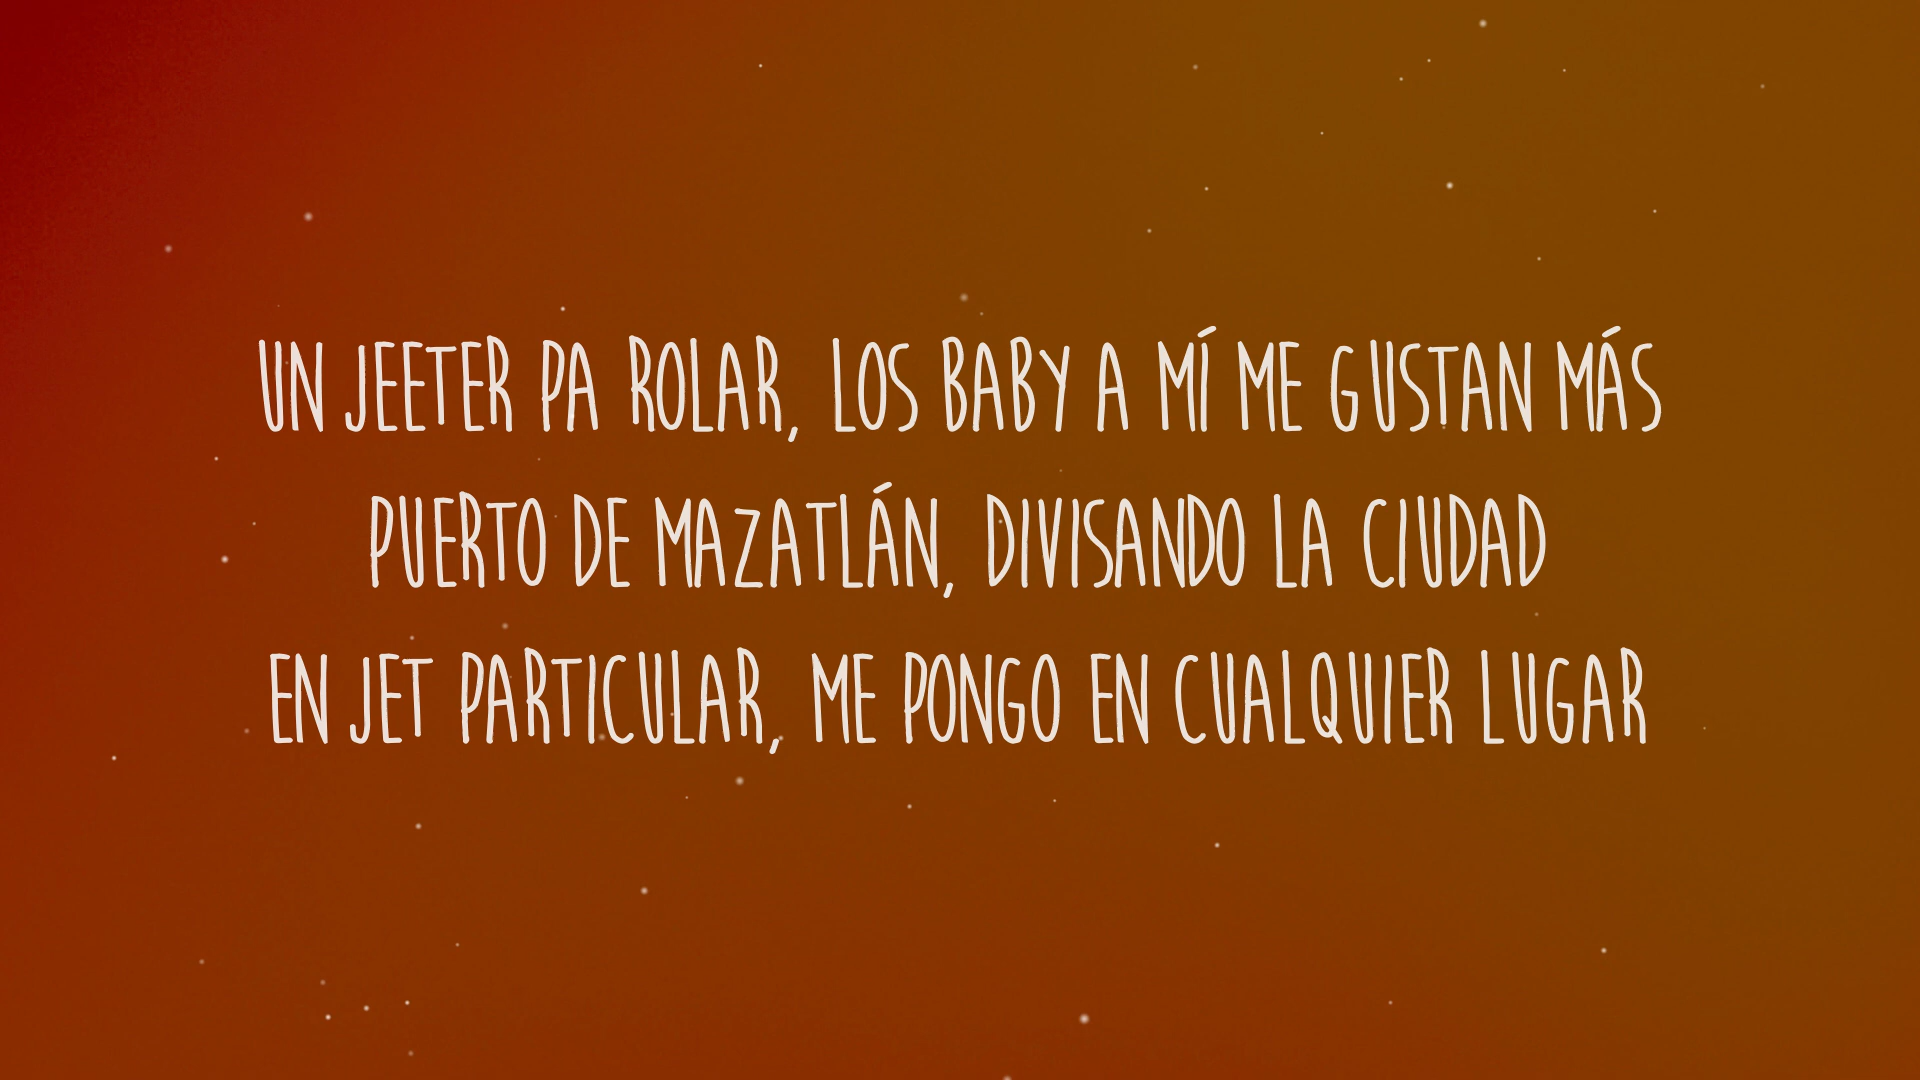 UN JEETER PA ROLAR, LOS BABY A MÍ ME GUSTAN MÁS
PUERTO DE MAZATLÁN, DIVISANDO LA CIUDAD
EN JET PARTICULAR, ME PONGO EN CUALQUIER LUGAR